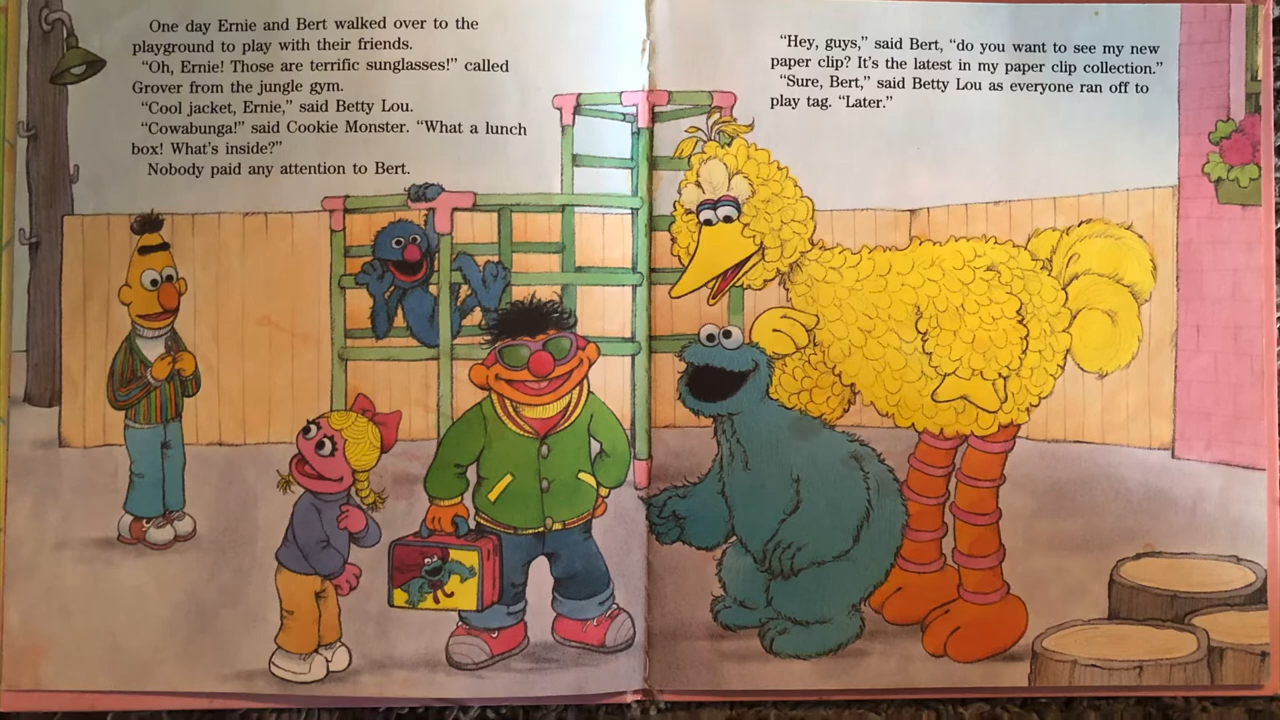 One day Ernie and Bert walked over to the
playground to play with their friends.
“Oh, Ernie! Those are terrific sunglasses!” called
Grover from the jungle gym.
“Cool jacket, Ernie,” said Betty Lou.
“Cowabunga!” said Cookie Monster. “What a lunch
box! What’s inside?”
Nobody paid any attention to Bert.
“Hey, guys,” said Bert, “do you want to see my new
paper clip? It’s the latest in my paper clip collection.”
“Sure, Bert,” said Betty Lou as everyone ran off to
play tag. “Later.”